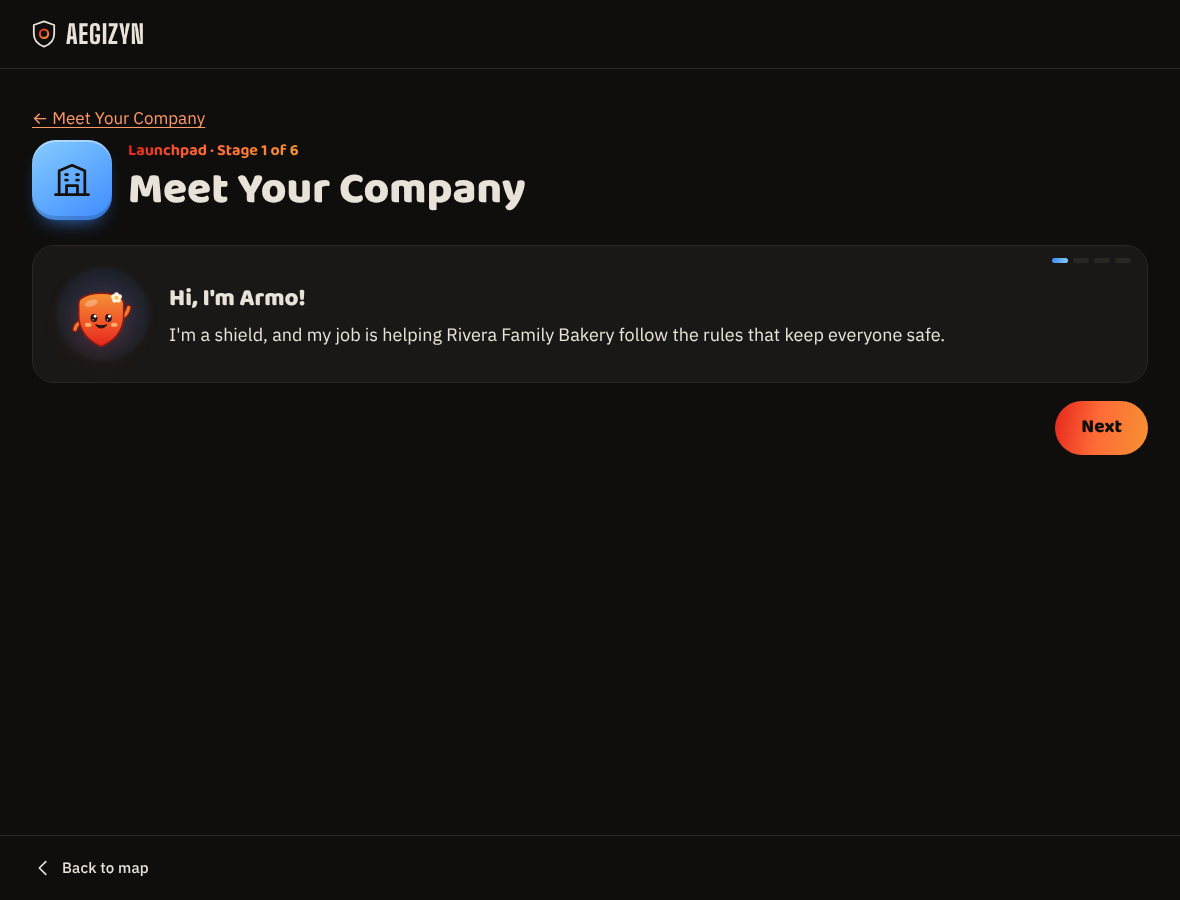 AEGIZYN
← Meet Your Company
Launchpad · Stage 1 of 6
Meet Your Company
Hi, I'm Armo!
I'm a shield, and my job is helping Rivera Family Bakery follow the rules that keep everyone safe.
Next
Back to map